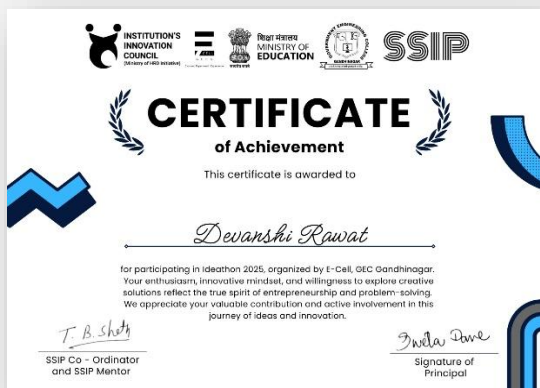 INSTITUTION'S
INNOVATION
COUNCIL
(Ministry of HRD Initiative)
शिक्षा मंत्रालय
MINISTRY OF
EDUCATION
SSIP
CERTIFICATE
of Achievement
This certificate is awarded to
Devanshi Rawat
for participating in Ideathon 2025, organized by E-Cell, GEC Gandhinagar.
Your enthusiasm, innovative mindset, and willingness to explore creative
solutions reflect the true spirit of entrepreneurship and problem-solving.
We appreciate your valuable contribution and active involvement in this
journey of ideas and innovation.
T. B. Sheth
SSIP Co - Ordinator
and SSIP Mentor
Sweta Dave
Signature of
Principal